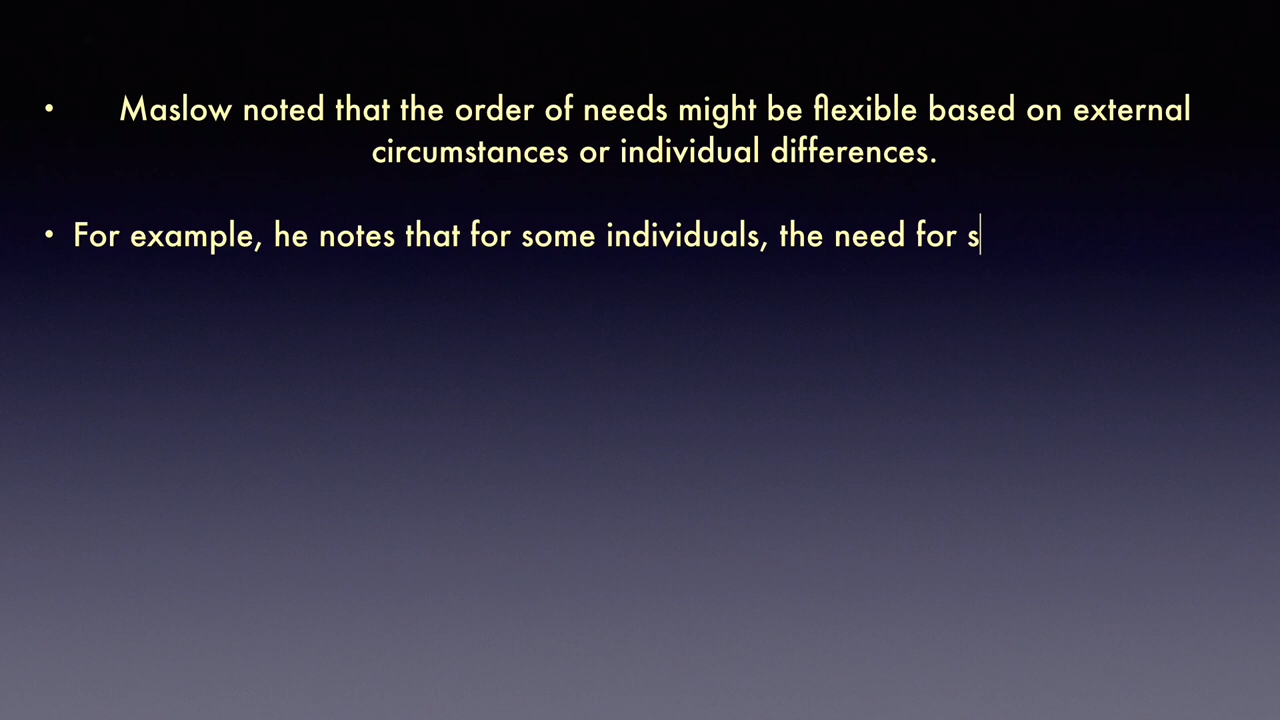 • Maslow noted that the order of needs might be flexible based on external
circumstances or individual differences.
• For example, he notes that for some individuals, the need for s